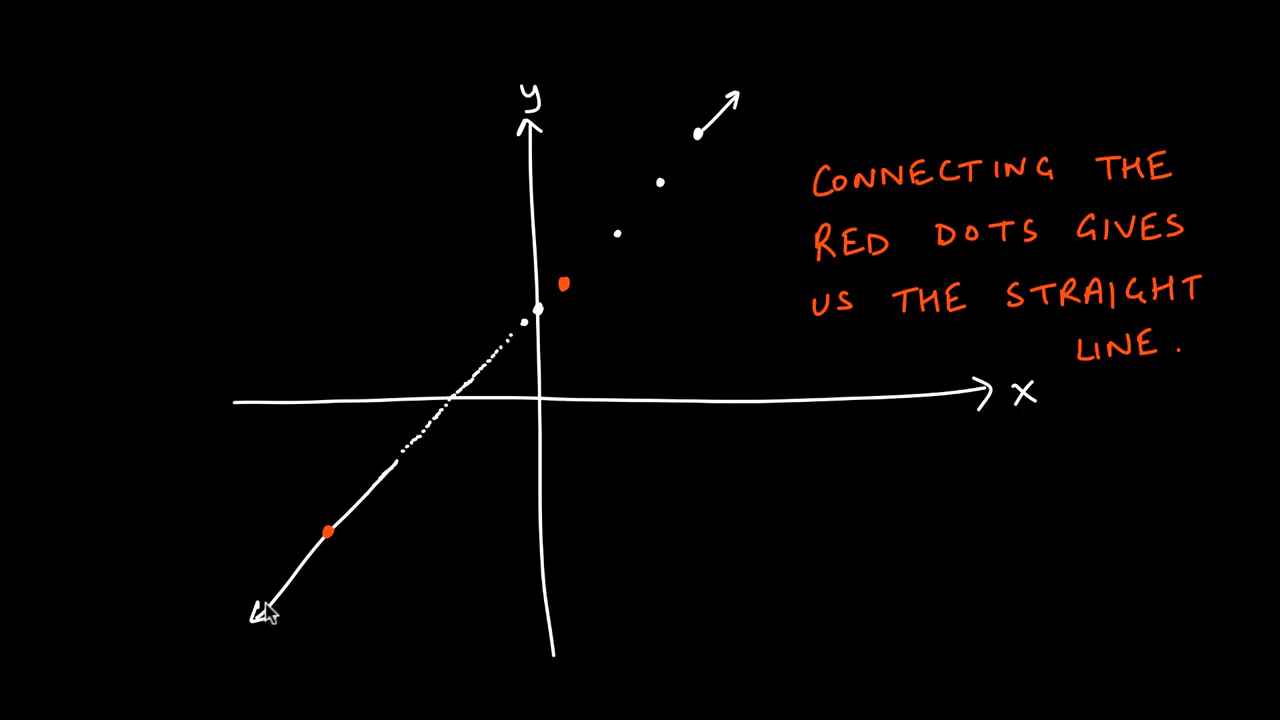 y
CONNECTING THE
RED DOTS GIVES
US THE STRAIGHT
LINE.
x